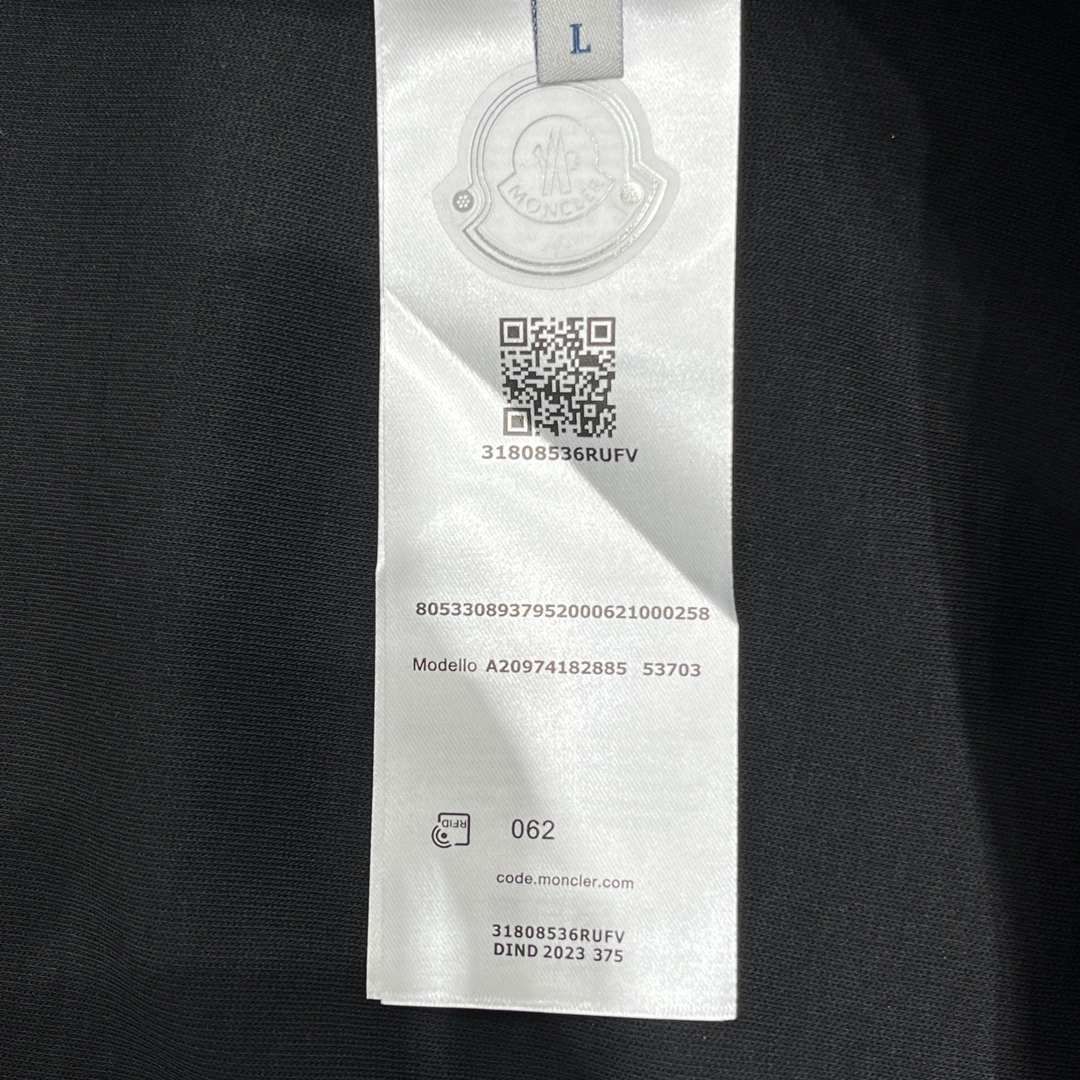 L
MONCLER
31808536RUFV
8053308937952000621000258
Modello A20974182885 53703
RFID
062
code.moncler.com
31808536RUFV
DIND 2023 375